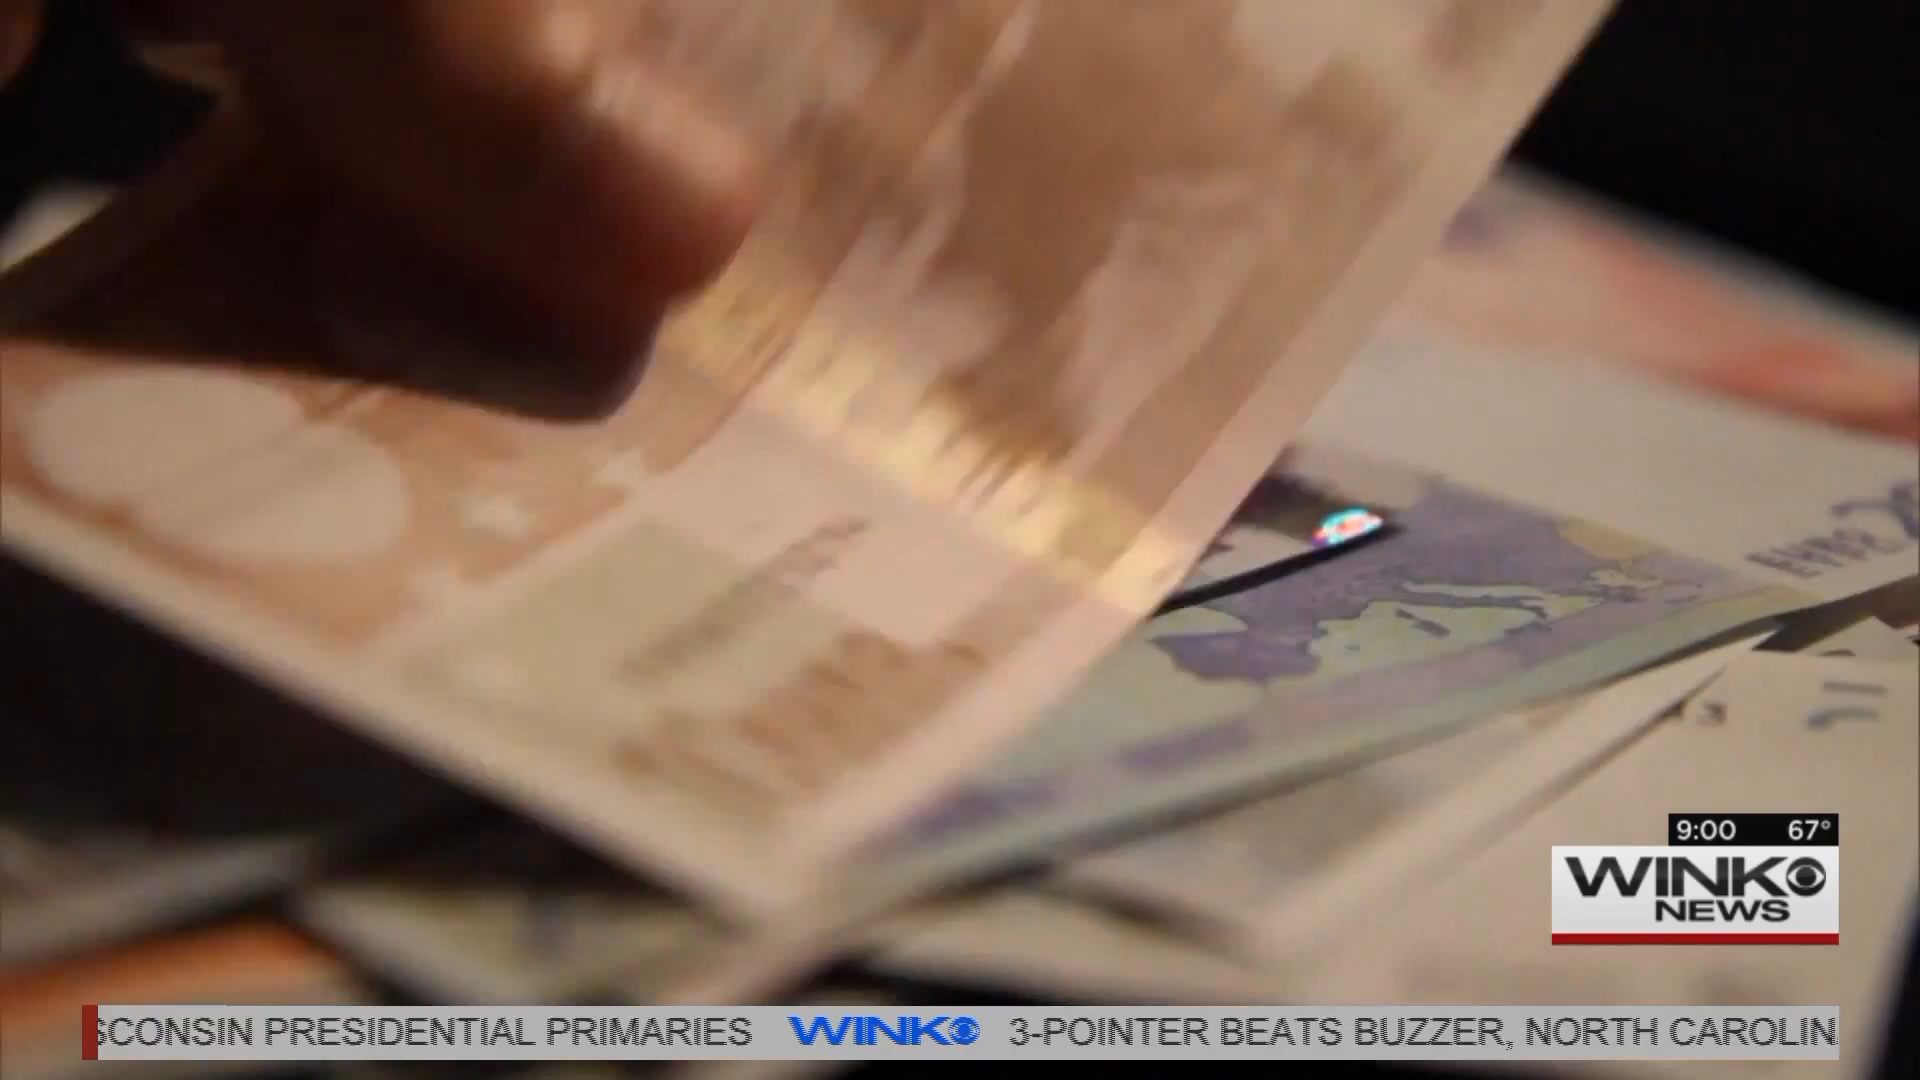 9:00 67°
WINK
NEWS
SCONSIN PRESIDENTIAL PRIMARIES WINK 3-POINTER BEATS BUZZER, NORTH CAROLIN